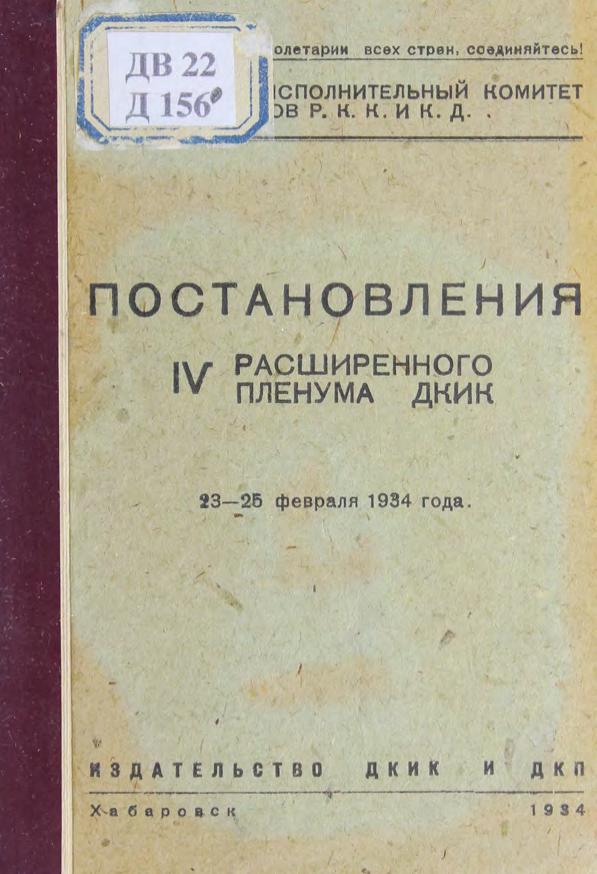 ДВ 22
Д 156
олетарии всех стран, соединяйтесь!
ИСПОЛНИТЕЛЬНЫЙ КОМИТЕТ
ОВ Р. К. К. И К. Д.
ПОСТАНОВЛЕНИЯ
IV РАСШИРЕННОГО
ПЛЕНУМА ДКИК
23—25 февраля 1934 года.
ИЗДАТЕЛЬСТВО ДКИК И ДКП
Хабаровск 1934